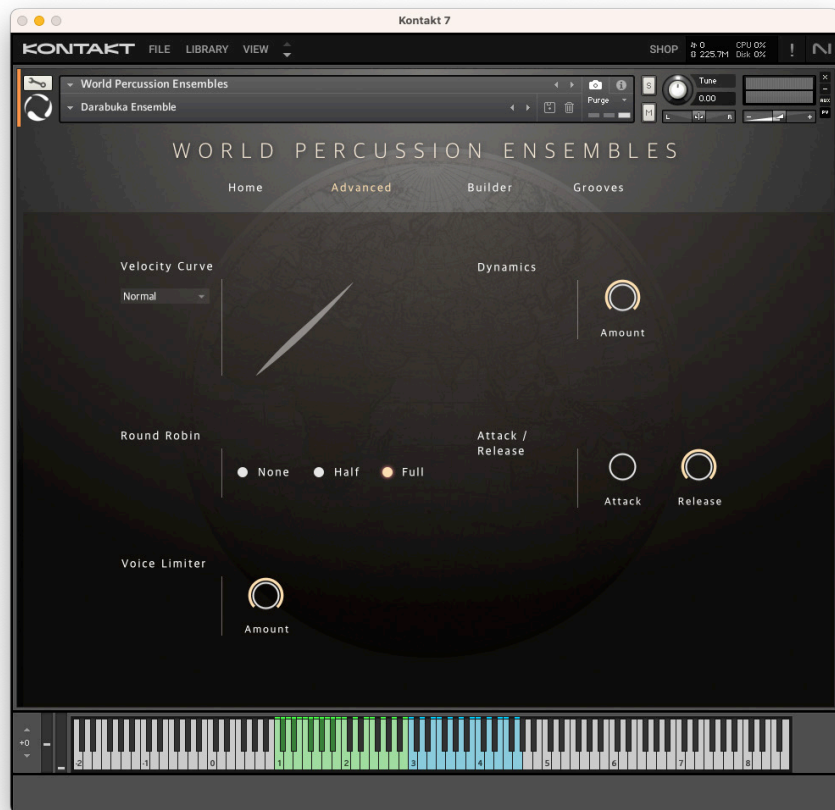 Kontakt 7
KONTAKT FILE LIBRARY VIEW SHOP 0 CPU 0%
225.7M Disk 0% !
World Percussion Ensembles S Tune
Darabuka Ensemble Purge M 0.00
L R - +
AUX
PV
WORLD PERCUSSION ENSEMBLES
Home Advanced Builder Grooves
Velocity Curve Dynamics
Normal
Amount
Round Robin Attack /
Release
None Half Full
Attack Release
Voice Limiter
Amount
+0
-2 -1 0 1 2 3 4 5 6 7 8